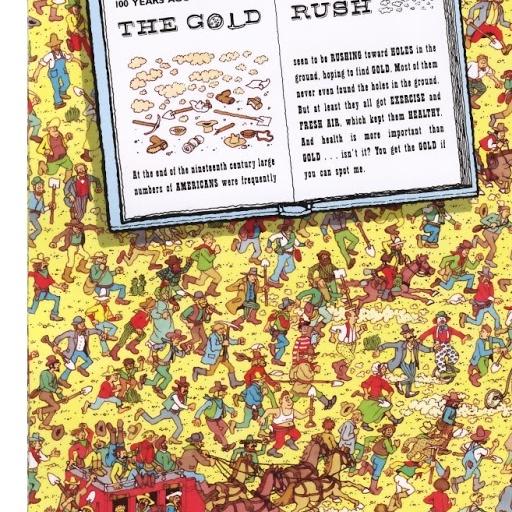 100 YEARS AGO
THE GOLD
RUSH
At the end of the nineteenth century large
numbers of AMERICANS were frequently
seen to be RUSHING toward HOLES in the
ground, hoping to find GOLD. Most of them
never even found the holes in the ground.
But at least they all got EXERCISE and
FRESH AIR, which kept them HEALTHY.
And health is more important than
GOLD . . . isn't it? You get the GOLD if
you can spot me.